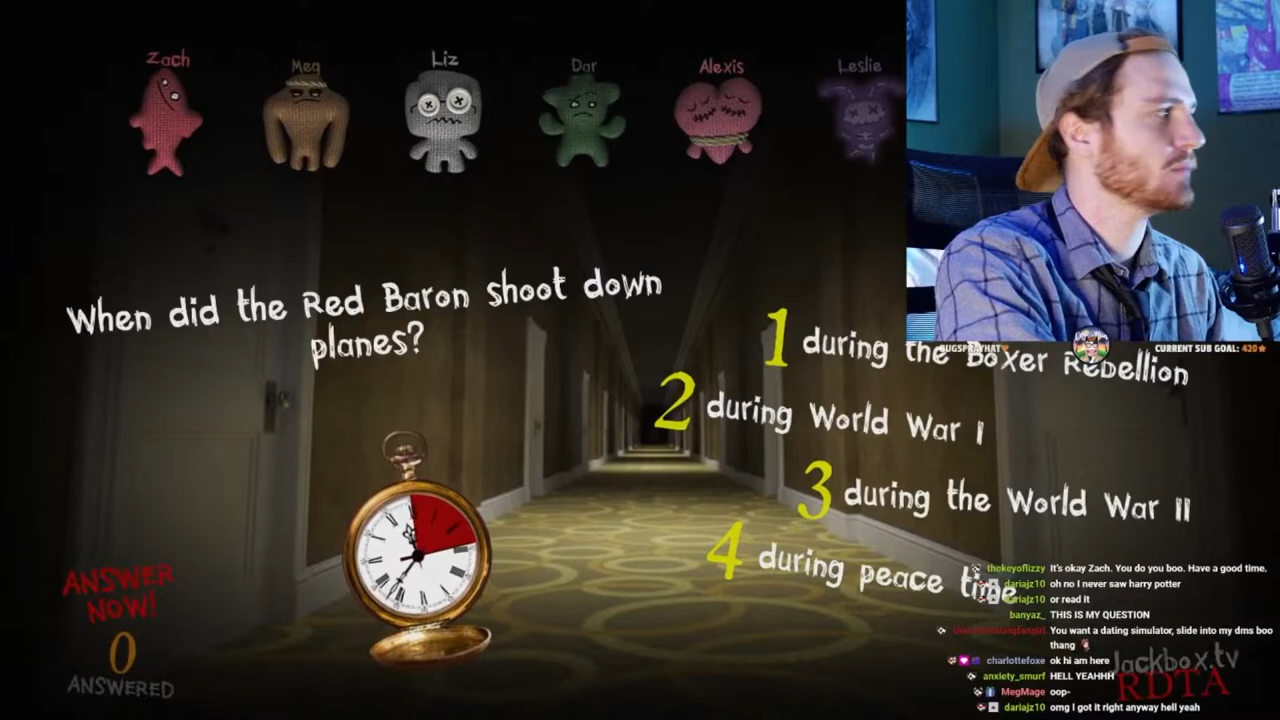 Zach
Meg
Liz
Dar
Alexis
Leslie
When did the Red Baron shoot down
planes?
1 during the Boxer Rebellion
2 during World War I
3 during the World War II
4 during peace time
ANSWER
NOW!
0
ANSWERED
BUGSPRAYHAT
CURRENT SUB GOAL: 420
thekeyoflizzy It's okay Zach. You do you boo. Have a good time.
dariajz10 oh no I never saw harry potter
dariajz10 or read it
banyaz_ THIS IS MY QUESTION
You want a dating simulator, slide into my dms boo
thang
charlottefoxe ok hi am here
anxiety_smurf HELL YEAHHH
MegMage oop-
dariajz10 omg I got it right anyway hell yeah
Jackbox.tv
RDTA